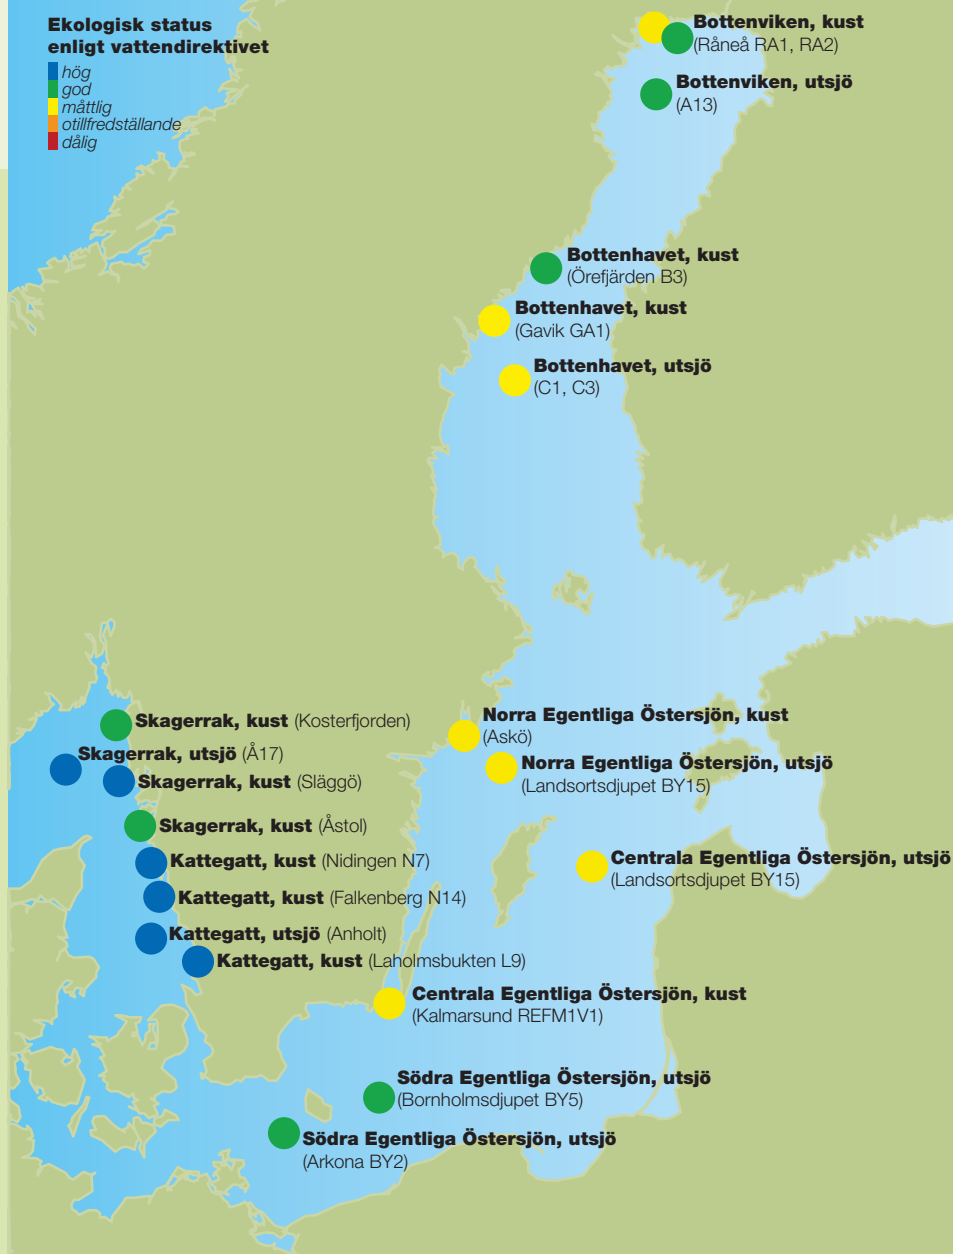 Ekologisk status
enligt vattendirektivet
hög
god
måttlig
otillfredställande
dålig
Bottenviken, kust
(Råneå RA1, RA2)
Bottenviken, utsjö
(A13)
Bottenhavet, kust
(Örefjärden B3)
Bottenhavet, kust
(Gavik GA1)
Bottenhavet, utsjö
(C1, C3)
Skagerrak, kust (Kosterfjorden)
Skagerrak, utsjö (Å17)
Skagerrak, kust (Släggö)
Skagerrak, kust (Åstol)
Kattegatt, kust (Nidingen N7)
Kattegatt, kust (Falkenberg N14)
Kattegatt, utsjö (Anholt)
Kattegatt, kust (Laholmsbukten L9)
Norra Egentliga Östersjön, kust
(Askö)
Norra Egentliga Östersjön, utsjö
(Landsortsdjupet BY15)
Centrala Egentliga Östersjön, utsjö
(Landsortsdjupet BY15)
Centrala Egentliga Östersjön, kust
(Kalmarsund REFM1V1)
Södra Egentliga Östersjön, utsjö
(Bornholmsdjupet BY5)
Södra Egentliga Östersjön, utsjö
(Arkona BY2)